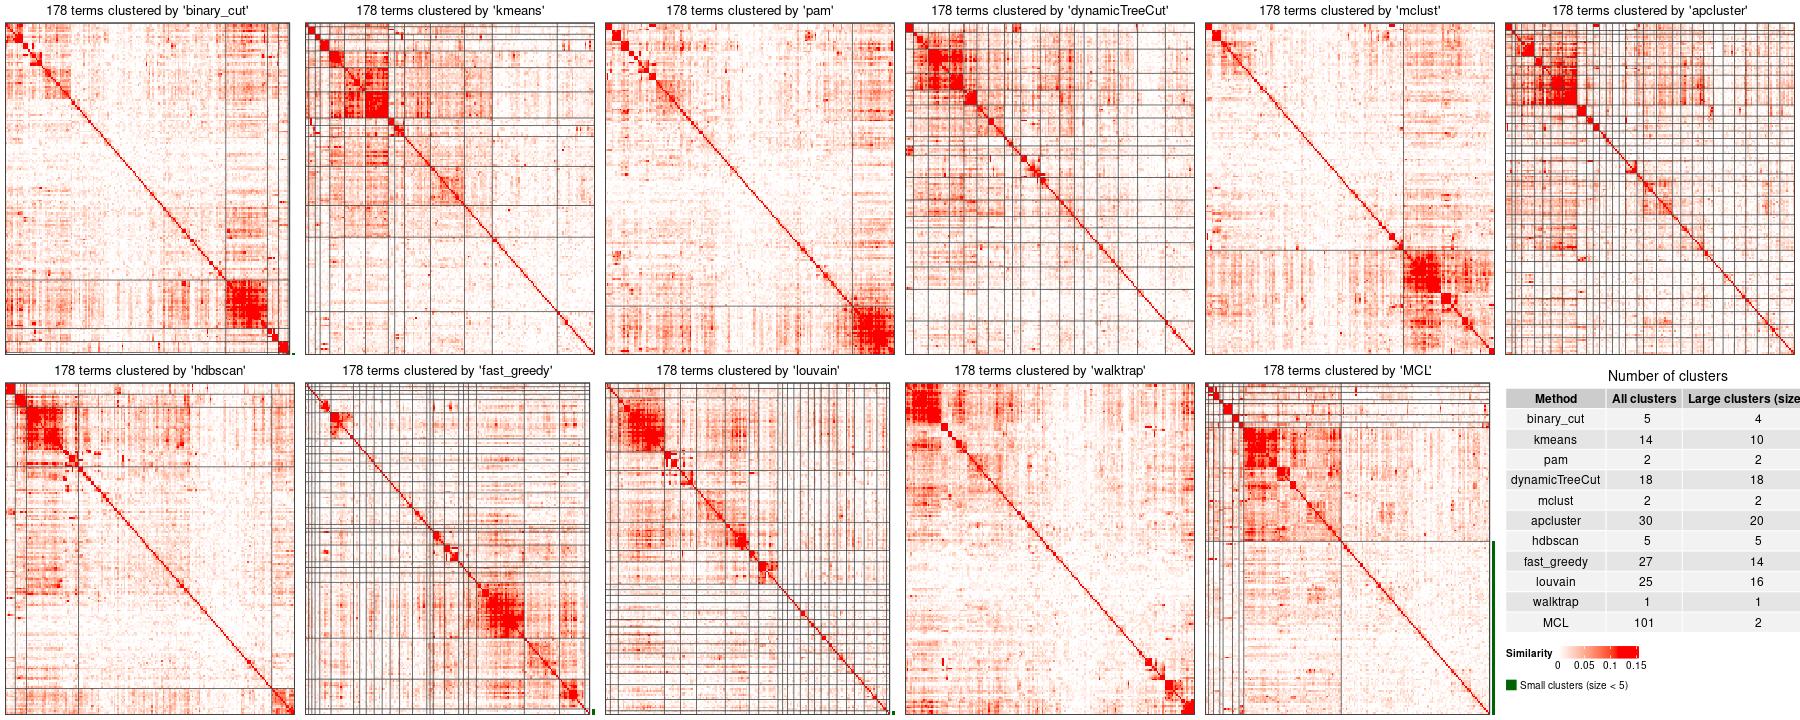 178 terms clustered by 'binary_cut'
178 terms clustered by 'kmeans'
178 terms clustered by 'pam'
178 terms clustered by 'dynamicTreeCut'
178 terms clustered by 'mclust'
178 terms clustered by 'apcluster'
178 terms clustered by 'hdbscan'
178 terms clustered by 'fast_greedy'
178 terms clustered by 'louvain'
178 terms clustered by 'walktrap'
178 terms clustered by 'MCL'
Number of clusters
Method All clusters Large clusters (size
binary_cut 5 4
kmeans 14 10
pam 2 2
dynamicTreeCut 18 18
mclust 2 2
apcluster 30 20
hdbscan 5 5
fast_greedy 27 14
louvain 25 16
walktrap 1 1
MCL 101 2
Similarity
0 0.05 0.1 0.15
Small clusters (size < 5)